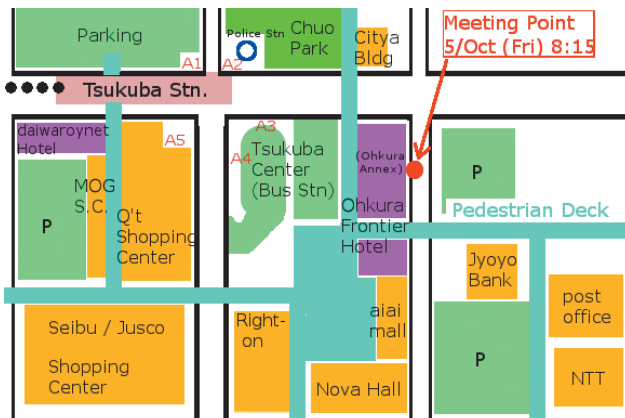 Parking
Police Stn
Chuo
Park
Citya
Bldg
Meeting Point
5/Oct (Fri) 8:15
A1
A2
Tsukuba Stn.
daiwaroynet
Hotel
A5
MOG
S.C.
P
Q't
Shopping
Center
A3
A4
Tsukuba
Center
(Bus Stn)
(Ohkura
Annex)
Ohkura
Frontier
Hotel
P
Pedestrian Deck
Jyoyo
Bank
post
office
Seibu / Jusco
Shopping
Center
Right-
on
aiai
mall
Nova Hall
P
NTT